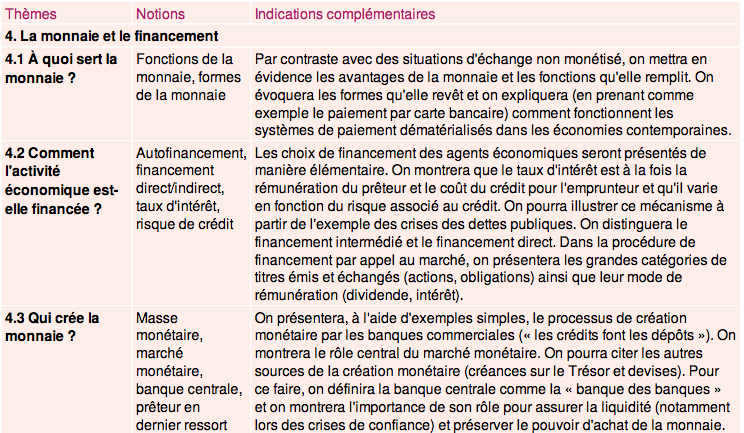 Thèmes Notions Indications complémentaires
4. La monnaie et le financement
4.1 À quoi sert la monnaie ?
Fonctions de la monnaie, formes de la monnaie
Par contraste avec des situations d'échange non monétisé, on mettra en
évidence les avantages de la monnaie et les fonctions qu'elle remplit. On
évoquera les formes qu'elle revêt et on expliquera (en prenant comme
exemple le paiement par carte bancaire) comment fonctionnent les
systèmes de paiement dématérialisés dans les économies contemporaines.
4.2 Comment
l'activité
économique est-
elle financée ?
Autofinancement,
financement
direct/indirect,
taux d'intérêt,
risque de crédit
Les choix de financement des agents économiques seront présentés de
manière élémentaire. On montrera que le taux d'intérêt est à la fois la
rémunération du prêteur et le coût du crédit pour l'emprunteur et qu'il varie
en fonction du risque associé au crédit. On pourra illustrer ce mécanisme à
partir de l'exemple des crises des dettes publiques. On distinguera le
financement intermédié et le financement direct. Dans la procédure de
financement par appel au marché, on présentera les grandes catégories de
titres émis et échangés (actions, obligations) ainsi que leur mode de
rémunération (dividende, intérêt).
4.3 Qui crée la
monnaie ?
Masse
monétaire,
marché
monétaire,
banque centrale,
prêteur en
dernier ressort
On présentera, à l'aide d'exemples simples, le processus de création
monétaire par les banques commerciales (« les crédits font les dépôts »). On
montrera le rôle central du marché monétaire. On pourra citer les autres
sources de la création monétaire (créances sur le Trésor et devises). Pour
ce faire, on définira la banque centrale comme la « banque des banques »
et on montrera l'importance de son rôle pour assurer la liquidité (notamment
lors des crises de confiance) et préserver le pouvoir d'achat de la monnaie.